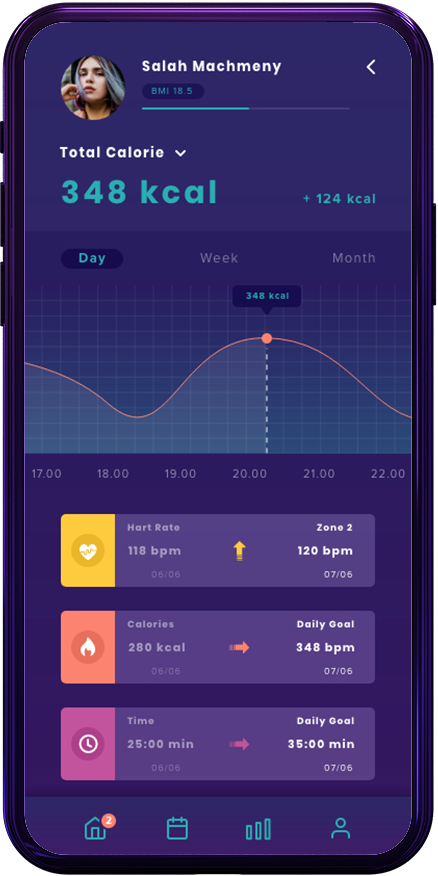 Salah Machmeny
BMI 18.5
Total Calorie
348 kcal
+ 124 kcal
Day Week Month
348 kcal
17.00 18.00 19.00 20.00 21.00 22.00
Hart Rate Zone 2
118 bpm 120 bpm
06/06 07/06
Calories Daily Goal
280 kcal 348 bpm
06/06 07/06
Time Daily Goal
25:00 min 35:00 min
06/06 07/06
2